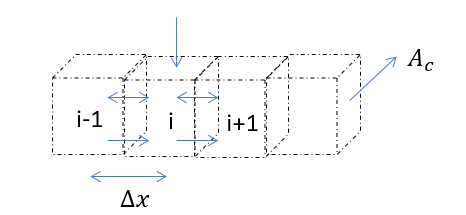 A_c
i-1 i i+1
Δx